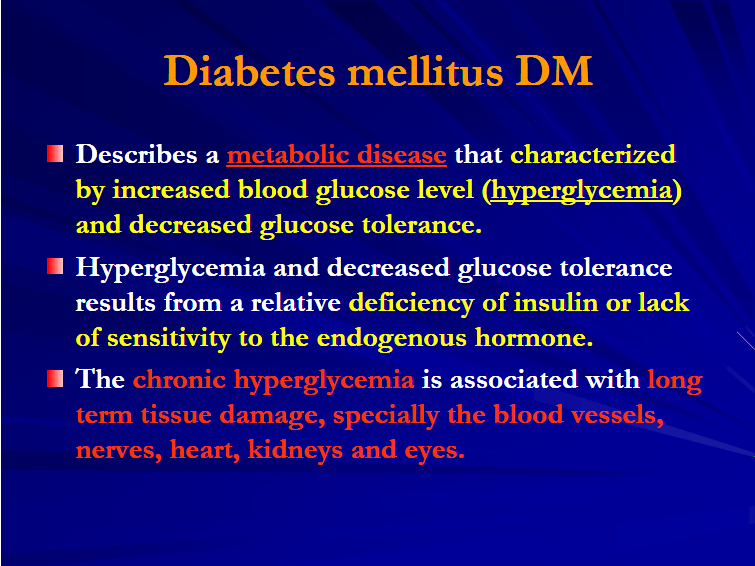 Diabetes mellitus DM
Describes a metabolic disease that characterized
by increased blood glucose level (hyperglycemia)
and decreased glucose tolerance.
Hyperglycemia and decreased glucose tolerance
results from a relative deficiency of insulin or lack
of sensitivity to the endogenous hormone.
The chronic hyperglycemia is associated with long
term tissue damage, specially the blood vessels,
nerves, heart, kidneys and eyes.